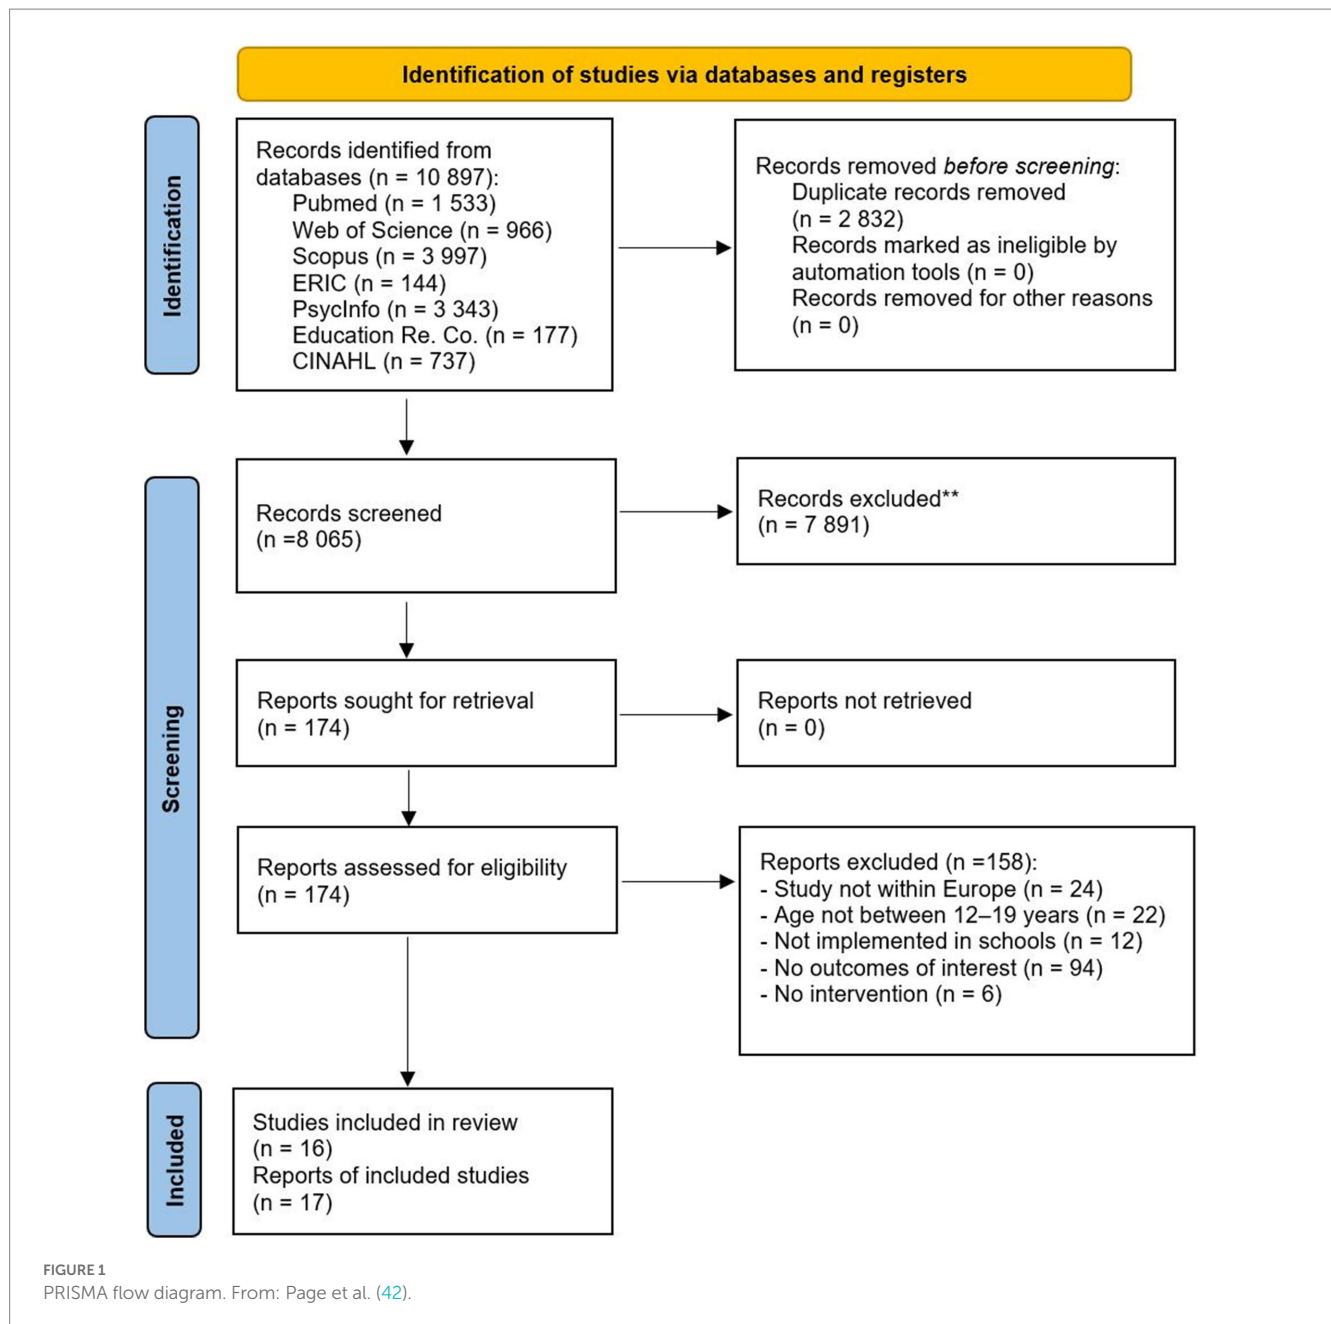 Identification of studies via databases and registers
Identification
Records identified from
databases (n = 10 897):
Pubmed (n = 1 533)
Web of Science (n = 966)
Scopus (n = 3 997)
ERIC (n = 144)
PsycInfo (n = 3 343)
Education Re. Co. (n = 177)
CINAHL (n = 737)
Records removed before screening:
Duplicate records removed
(n = 2 832)
Records marked as ineligible by
automation tools (n = 0)
Records removed for other reasons
(n = 0)
Screening
Records screened
(n =8 065)
Records excluded**
(n = 7 891)
Reports sought for retrieval
(n = 174)
Reports not retrieved
(n = 0)
Reports assessed for eligibility
(n = 174)
Reports excluded (n =158):
- Study not within Europe (n = 24)
- Age not between 12–19 years (n = 22)
- Not implemented in schools (n = 12)
- No outcomes of interest (n = 94)
- No intervention (n = 6)
Included
Studies included in review
(n = 16)
Reports of included studies
(n = 17)
FIGURE 1
PRISMA flow diagram. From: Page et al. (42).